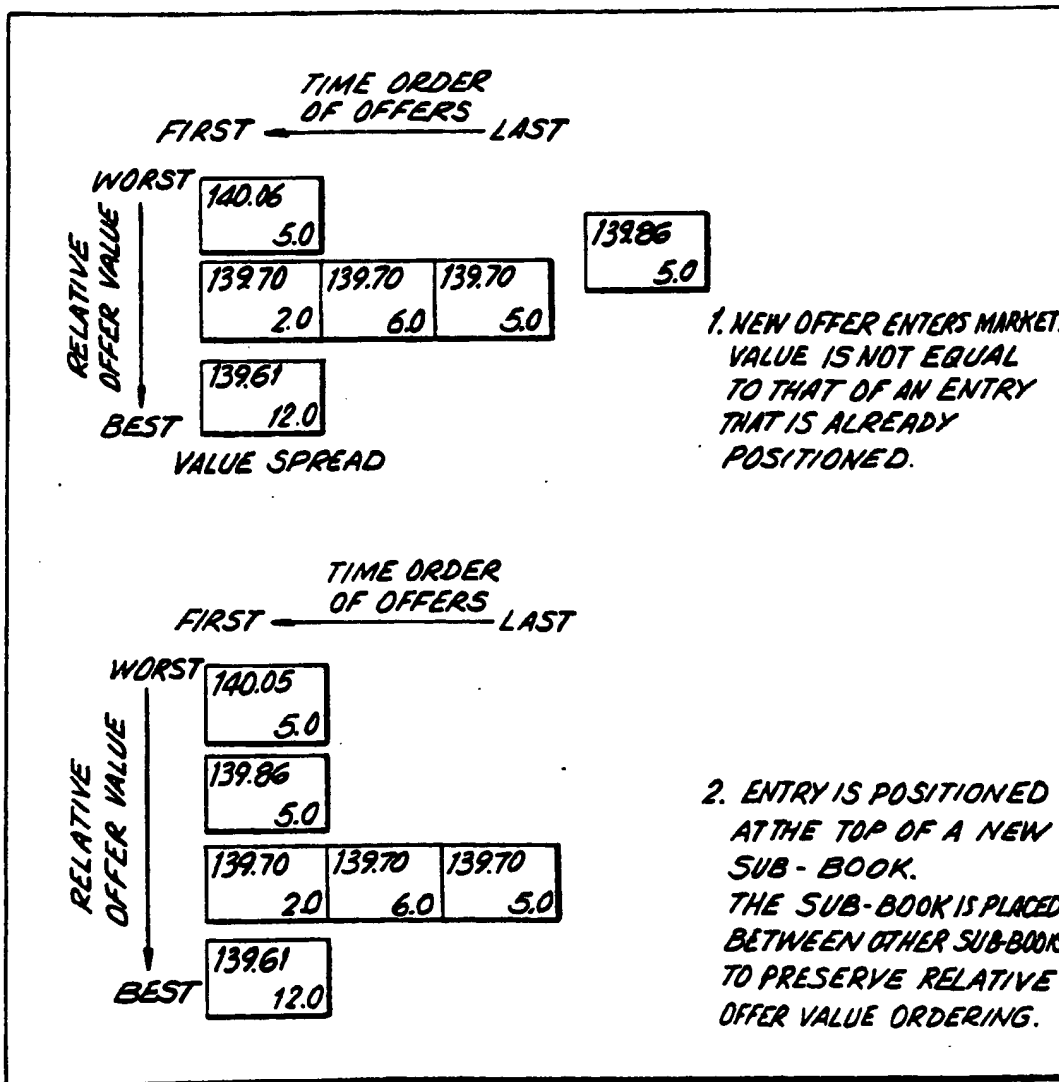 TIME ORDER
OF OFFERS
FIRST LAST
WORST
RELATIVE
OFFER VALUE
BEST
140.06
5.0
139.70 139.70 139.70
2.0 6.0 5.0
139.61
12.0
VALUE SPREAD
139.86
5.0
1. NEW OFFER ENTERS MARKET.
VALUE IS NOT EQUAL
TO THAT OF AN ENTRY
THAT IS ALREADY
POSITIONED.
TIME ORDER
OF OFFERS
FIRST LAST
WORST
RELATIVE
OFFER VALUE
BEST
140.05
5.0
139.86
5.0
139.70 139.70 139.70
2.0 6.0 5.0
139.61
12.0
2. ENTRY IS POSITIONED
AT THE TOP OF A NEW
SUB-BOOK.
THE SUB-BOOK IS PLACED
BETWEEN OTHER SUB-BOOKS
TO PRESERVE RELATIVE
OFFER VALUE ORDERING.